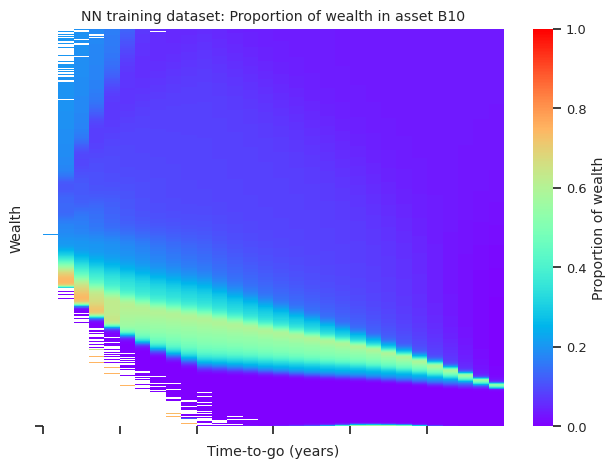 NN training dataset: Proportion of wealth in asset B10
Wealth
Time-to-go (years)
1.0
0.8
0.6
0.4
0.2
0.0
Proportion of wealth